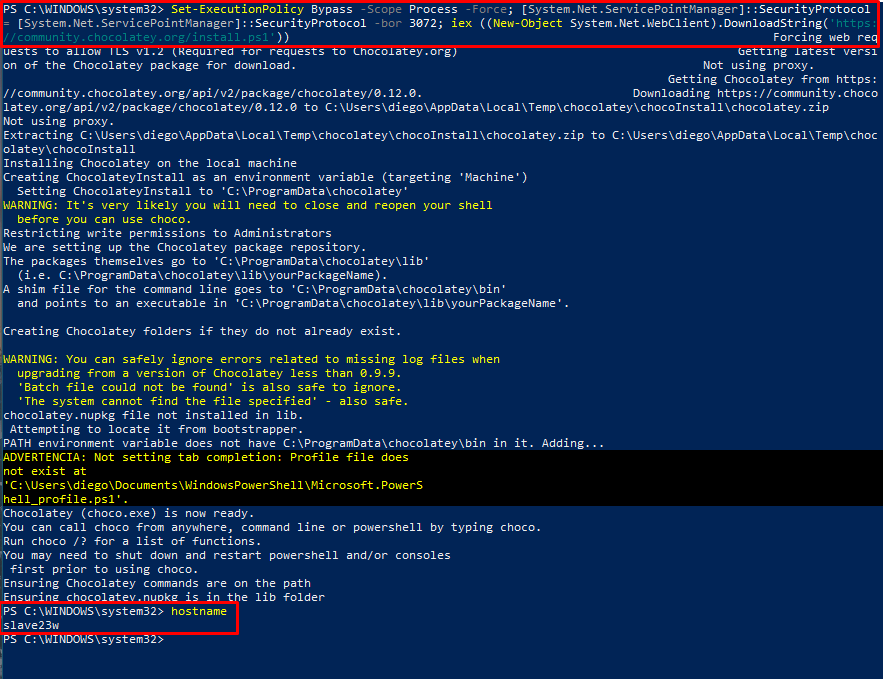 PS C:\WINDOWS\system32> Set-ExecutionPolicy Bypass -Scope Process -Force; [System.Net.ServicePointManager]::SecurityProtocol
= [System.Net.ServicePointManager]::SecurityProtocol -bor 3072; iex ((New-Object System.Net.WebClient).DownloadString('https:
//community.chocolatey.org/install.ps1')) Forcing web req
uests to allow TLS v1.2 (Required for requests to Chocolatey.org) Getting latest versi
on of the Chocolatey package for download. Not using proxy.
Getting Chocolatey from https:
//community.chocolatey.org/api/v2/package/chocolatey/0.12.0. Downloading https://community.choco
latey.org/api/v2/package/chocolatey/0.12.0 to C:\Users\diego\AppData\Local\Temp\chocolatey\chocoInstall\chocolatey.zip
Not using proxy.
Extracting C:\Users\diego\AppData\Local\Temp\chocolatey\chocoInstall\chocolatey.zip to C:\Users\diego\AppData\Local\Temp\choc
olatey\chocoInstall
Installing Chocolatey on the local machine
Creating ChocolateyInstall as an environment variable (targeting 'Machine')
Setting ChocolateyInstall to 'C:\ProgramData\chocolatey'
WARNING: It's very likely you will need to close and reopen your shell
before you can use choco.
Restricting write permissions to Administrators
We are setting up the Chocolatey package repository.
The packages themselves go to 'C:\ProgramData\chocolatey\lib'
(i.e. C:\ProgramData\chocolatey\lib\yourPackageName).
A shim file for the command line goes to 'C:\ProgramData\chocolatey\bin'
and points to an executable in 'C:\ProgramData\chocolatey\lib\yourPackageName'.
Creating Chocolatey folders if they do not already exist.
WARNING: You can safely ignore errors related to missing log files when
upgrading from a version of Chocolatey less than 0.9.9.
'Batch file could not be found' is also safe to ignore.
'The system cannot find the file specified' - also safe.
chocolatey.nupkg file not installed in lib.
Attempting to locate it from bootstrapper.
PATH environment variable does not have C:\ProgramData\chocolatey\bin in it. Adding...
ADVERTENCIA: Not setting tab completion: Profile file does
not exist at
'C:\Users\diego\Documents\WindowsPowerShell\Microsoft.PowerS
hell_profile.ps1'.
Chocolatey (choco.exe) is now ready.
You can call choco from anywhere, command line or powershell by typing choco.
Run choco /? for a list of functions.
You may need to shut down and restart powershell and/or consoles
first prior to using choco.
Ensuring Chocolatey commands are on the path
Ensuring chocolatey.nupkg is in the lib folder
PS C:\WINDOWS\system32> hostname
slave23w
PS C:\WINDOWS\system32>